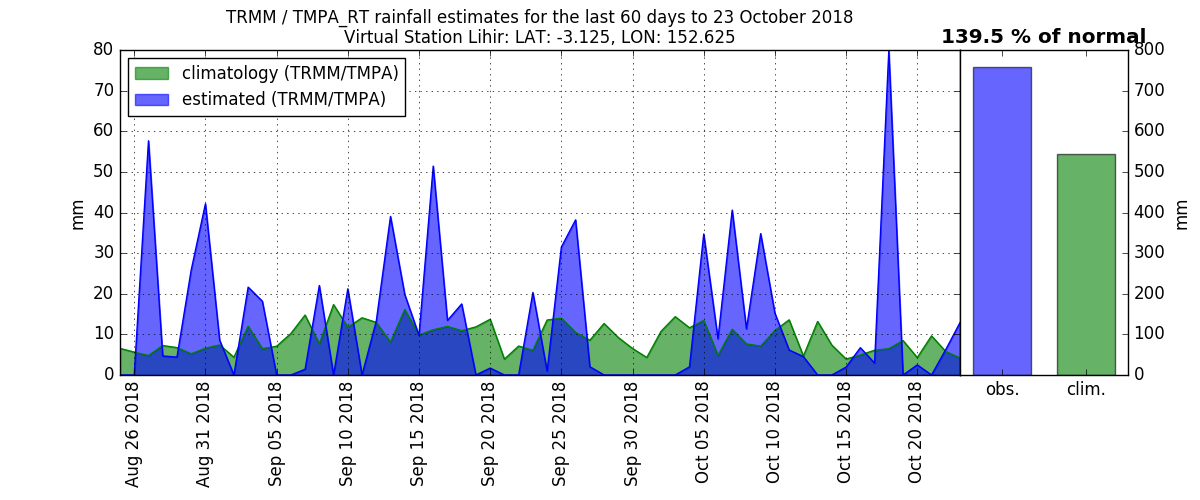 TRMM / TMPA_RT rainfall estimates for the last 60 days to 23 October 2018
Virtual Station Lihir: LAT: -3.125, LON: 152.625
139.5 % of normal
climatology (TRMM/TMPA)
estimated (TRMM/TMPA)
80
70
60
50
40
30
20
10
0
mm
Aug 26 2018
Aug 31 2018
Sep 05 2018
Sep 10 2018
Sep 15 2018
Sep 20 2018
Sep 25 2018
Sep 30 2018
Oct 05 2018
Oct 10 2018
Oct 15 2018
Oct 20 2018
obs.
clim.
800
700
600
500
400
300
200
100
0
mm